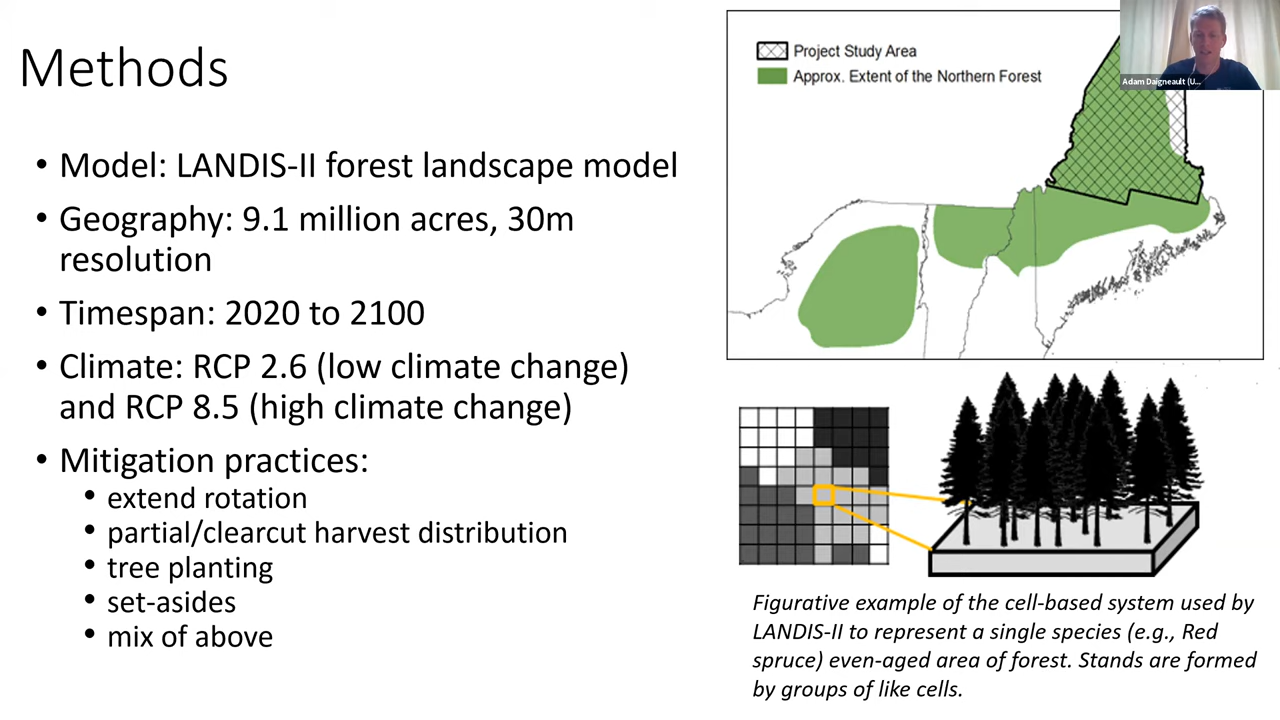 Methods
• Model: LANDIS-II forest landscape model
• Geography: 9.1 million acres, 30m
resolution
• Timespan: 2020 to 2100
• Climate: RCP 2.6 (low climate change)
and RCP 8.5 (high climate change)
• Mitigation practices:
• extend rotation
• partial/clearcut harvest distribution
• tree planting
• set-asides
• mix of above
Project Study Area
Approx. Extent of the Northern Forest
Adam Daigneault (U...
Figurative example of the cell-based system used by
LANDIS-II to represent a single species (e.g., Red
spruce) even-aged area of forest. Stands are formed
by groups of like cells.